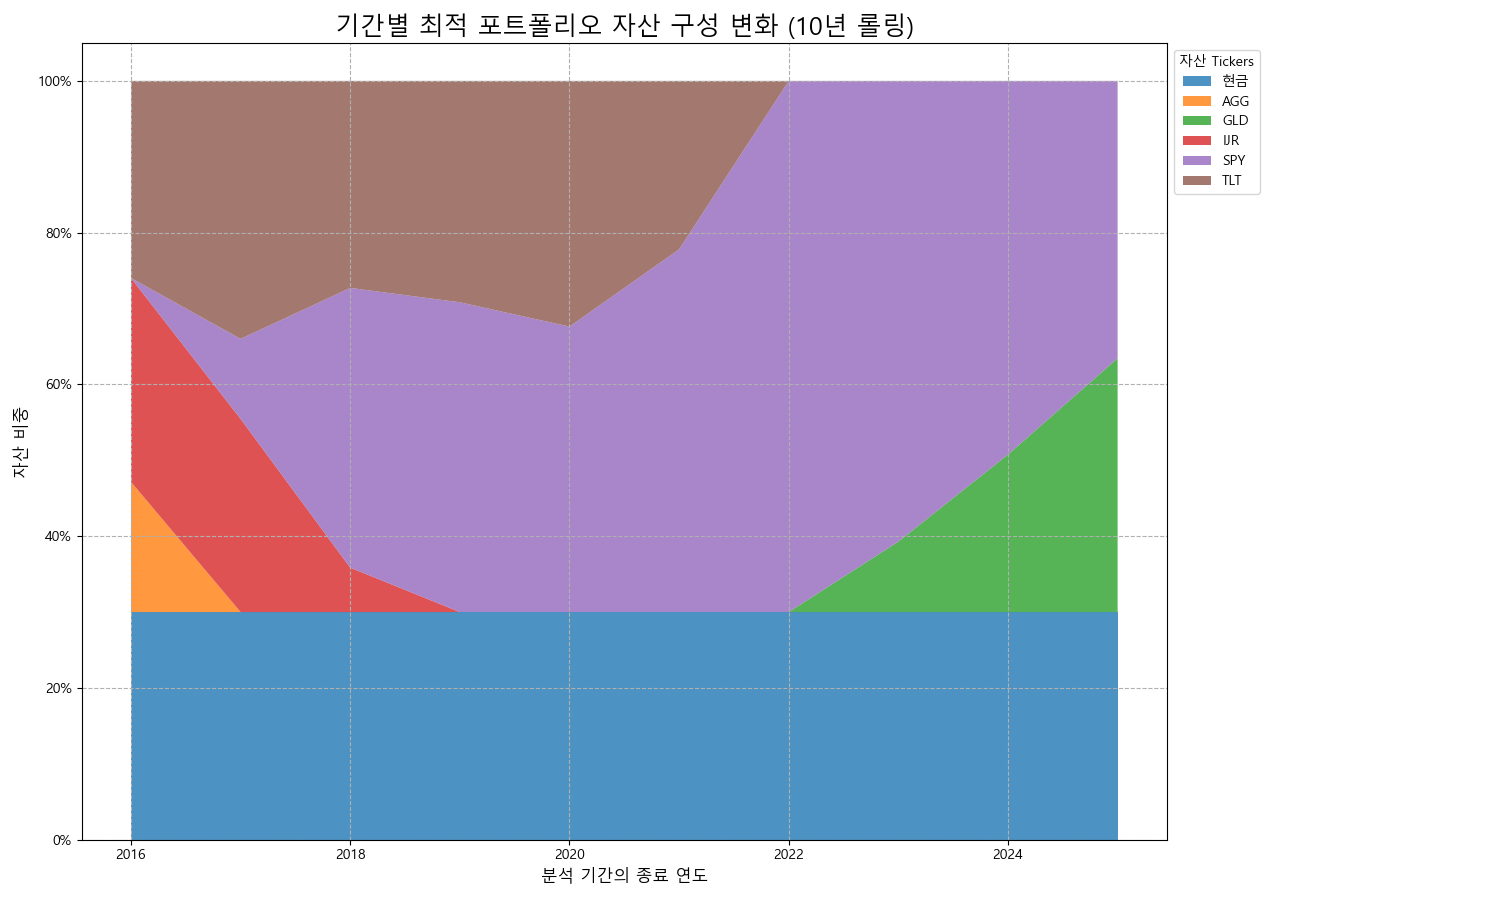 기간별 최적 포트폴리오 자산 구성 변화 (10년 롤링)
자산 Tickers
현금
AGG
GLD
IJR
SPY
TLT
100%
80%
60%
40%
20%
0%
자산 비중
2016 2018 2020 2022 2024
분석 기간의 종료 연도